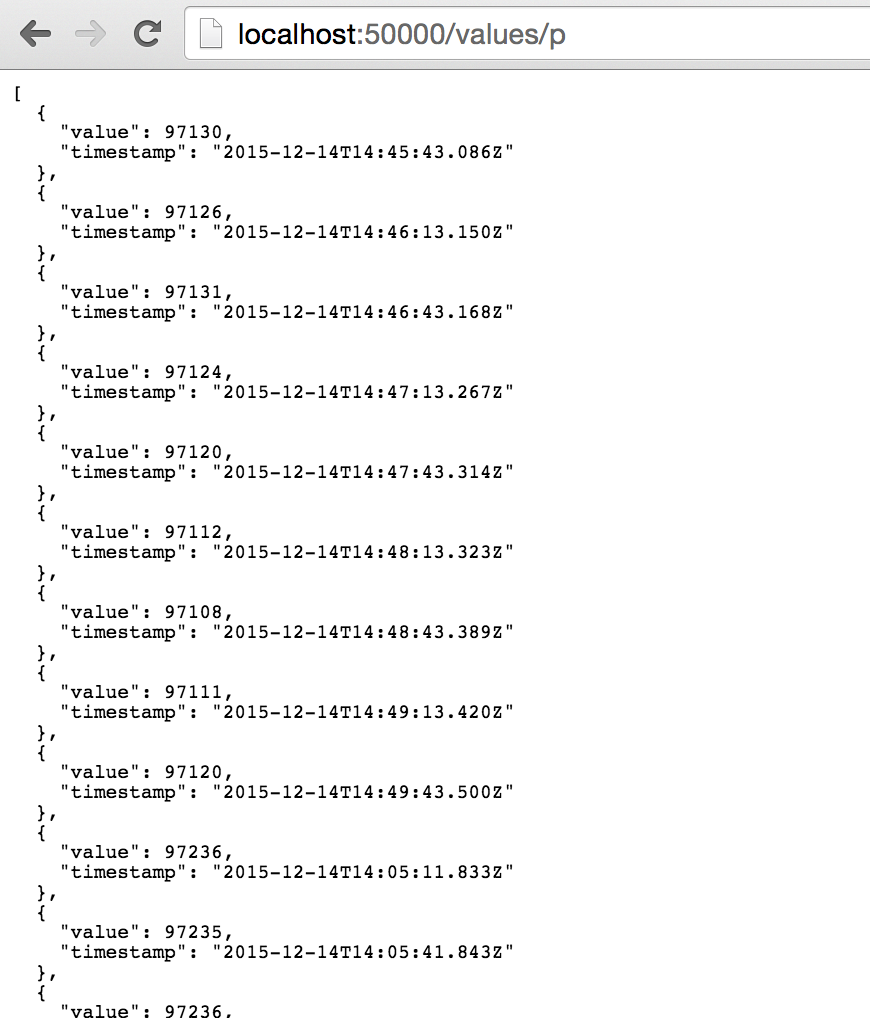 localhost:50000/values/p
[
  {
    "value": 97130,
    "timestamp": "2015-12-14T14:45:43.086Z"
  },
  {
    "value": 97126,
    "timestamp": "2015-12-14T14:46:13.150Z"
  },
  {
    "value": 97131,
    "timestamp": "2015-12-14T14:46:43.168Z"
  },
  {
    "value": 97124,
    "timestamp": "2015-12-14T14:47:13.267Z"
  },
  {
    "value": 97120,
    "timestamp": "2015-12-14T14:47:43.314Z"
  },
  {
    "value": 97112,
    "timestamp": "2015-12-14T14:48:13.323Z"
  },
  {
    "value": 97108,
    "timestamp": "2015-12-14T14:48:43.389Z"
  },
  {
    "value": 97111,
    "timestamp": "2015-12-14T14:49:13.420Z"
  },
  {
    "value": 97120,
    "timestamp": "2015-12-14T14:49:43.500Z"
  },
  {
    "value": 97236,
    "timestamp": "2015-12-14T14:05:11.833Z"
  },
  {
    "value": 97235,
    "timestamp": "2015-12-14T14:05:41.843Z"
  },
  {
    "value": 97236,